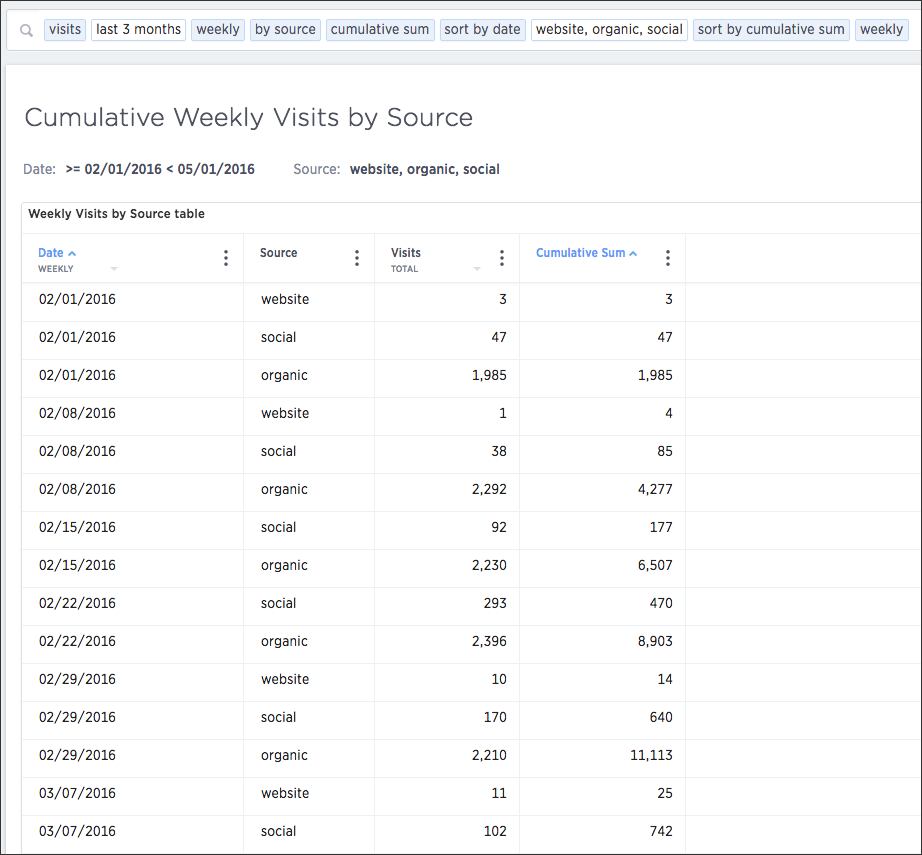 visits last 3 months weekly by source cumulative sum sort by date website, organic, social sort by cumulative sum weekly
Cumulative Weekly Visits by Source
Date: >= 02/01/2016 < 05/01/2016 Source: website, organic, social
Weekly Visits by Source table
Date Source Visits Cumulative Sum
WEEKLY TOTAL
02/01/2016 website 3 3
02/01/2016 social 47 47
02/01/2016 organic 1,985 1,985
02/08/2016 website 1 4
02/08/2016 social 38 85
02/08/2016 organic 2,292 4,277
02/15/2016 social 92 177
02/15/2016 organic 2,230 6,507
02/22/2016 social 293 470
02/22/2016 organic 2,396 8,903
02/29/2016 website 10 14
02/29/2016 social 170 640
02/29/2016 organic 2,210 11,113
03/07/2016 website 11 25
03/07/2016 social 102 742